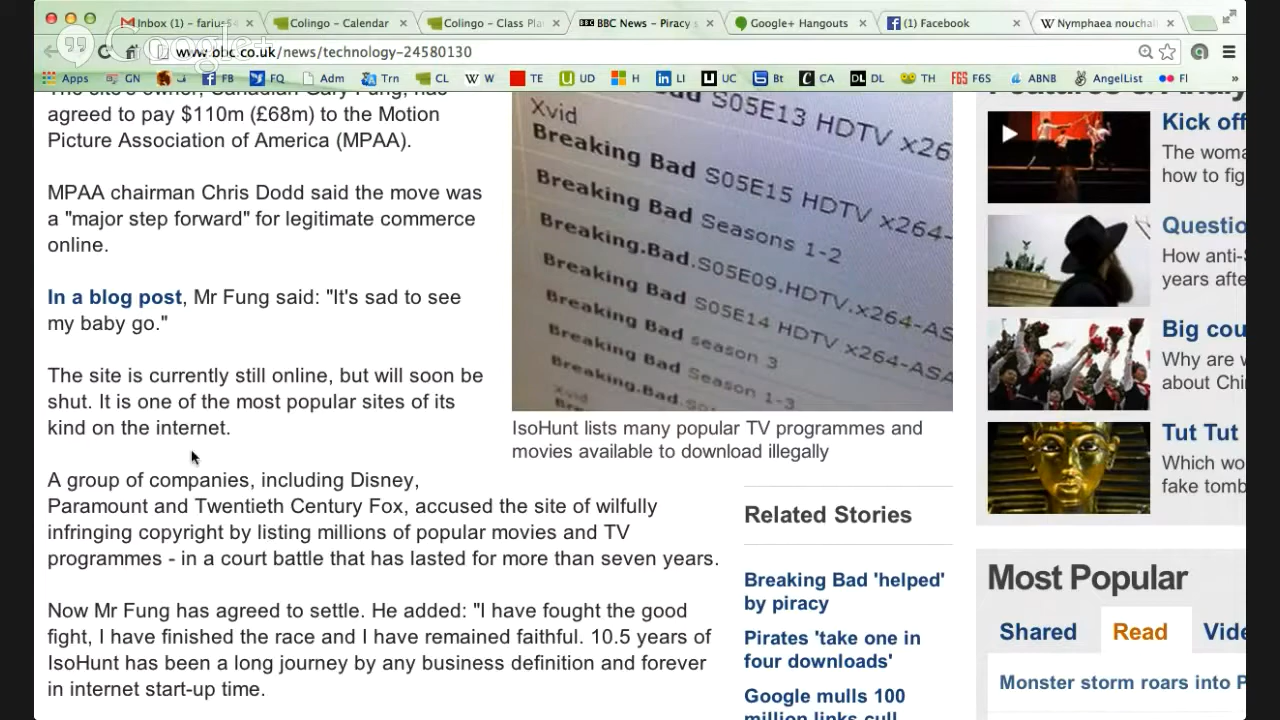 Inbox (1) - farius
Colingo - Calendar
Colingo - Class Pla
BBC News - Piracy s
Google+ Hangouts
(1) Facebook
Nymphaea nouchali
Google+
www.bbc.co.uk/news/technology-24580130
Apps GN FB FQ Adm Trn CL W TE UD H LI UC Bt CA DL TH F6S ABNB AngelList Fl »
agreed to pay $110m (£68m) to the Motion
Picture Association of America (MPAA).
MPAA chairman Chris Dodd said the move was
a "major step forward" for legitimate commerce
online.
In a blog post, Mr Fung said: "It's sad to see
my baby go."
The site is currently still online, but will soon be
shut. It is one of the most popular sites of its
kind on the internet.
A group of companies, including Disney,
Paramount and Twentieth Century Fox, accused the site of wilfully
infringing copyright by listing millions of popular movies and TV
programmes - in a court battle that has lasted for more than seven years.
Now Mr Fung has agreed to settle. He added: "I have fought the good
fight, I have finished the race and I have remained faithful. 10.5 years of
IsoHunt has been a long journey by any business definition and forever
in internet start-up time.
S05E13 HDTV x26
Xvid
Breaking Bad S05E15 HDTV x264-
Breaking Bad Seasons 1-2
Breaking.Bad.S05E09.HDTV.x264-AS
Breaking Bad S05E14 HDTV x264-ASA
Breaking Bad season 3
Breaking Bad Season 1-3
Breaking.Bad.
Xvid
IsoHunt lists many popular TV programmes and
movies available to download illegally
Related Stories
Breaking Bad 'helped'
by piracy
Pirates 'take one in
four downloads'
Google mulls 100
million links cull
Kick off
The woma
how to fig
Questio
How anti-S
years afte
Big cou
Why are w
about Chi
Tut Tut
Which wo
fake tomb
Most Popular
Shared Read Vide
Monster storm roars into P